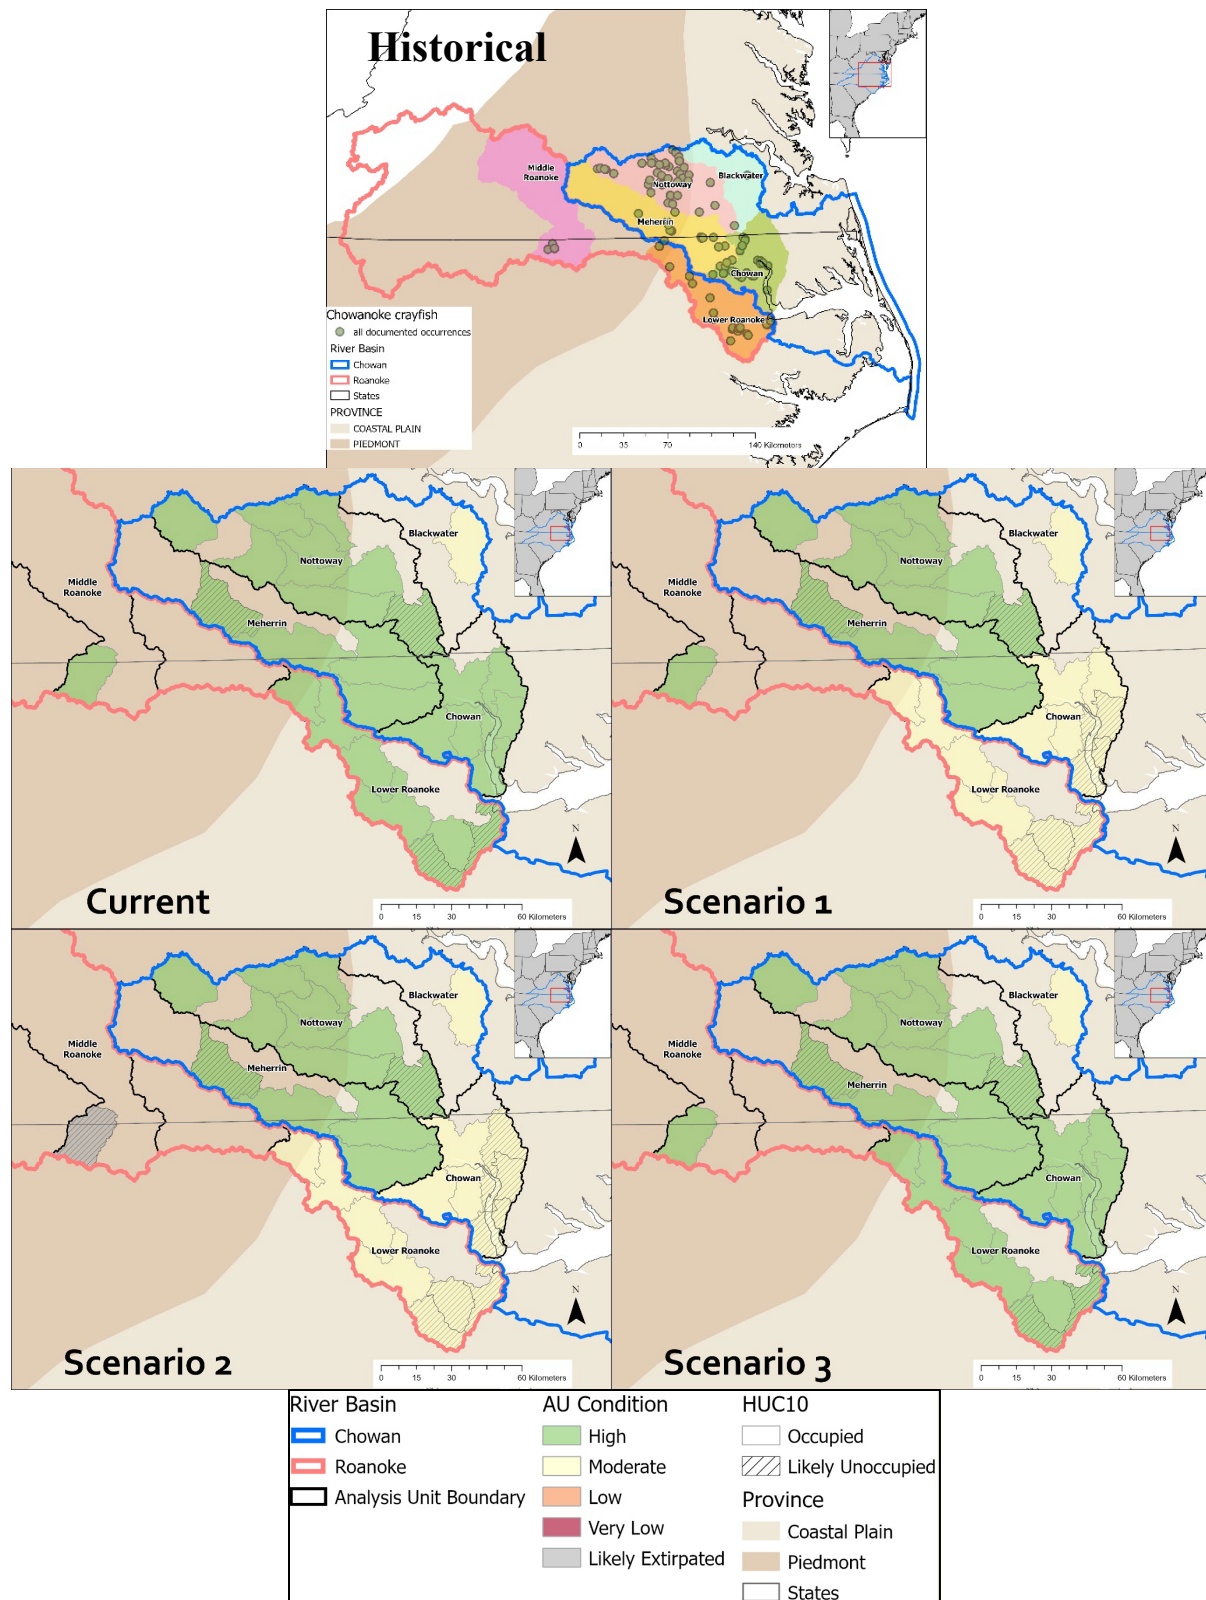 Historical
Middle
Roanoke
Nottoway
Blackwater
Meherrin
Chowan
Lower Roanoke
Chowanoke crayfish
all documented occurrences
River Basin
Chowan
Roanoke
States
PROVINCE
COASTAL PLAIN
PIEDMONT
0 35 70 140 Kilometers
Blackwater
Nottoway
Middle
Roanoke
Meherrin
Chowan
Lower Roanoke
N
Current
0 15 30 60 Kilometers
Blackwater
Nottoway
Middle
Roanoke
Meherrin
Chowan
Lower Roanoke
N
Scenario 1
0 15 30 60 Kilometers
Blackwater
Nottoway
Middle
Roanoke
Meherrin
Chowan
Lower Roanoke
N
Scenario 2
0 15 30 60 Kilometers
Blackwater
Nottoway
Middle
Roanoke
Meherrin
Chowan
Lower Roanoke
N
Scenario 3
0 15 30 60 Kilometers
River Basin
Chowan
Roanoke
Analysis Unit Boundary
AU Condition
High
Moderate
Low
Very Low
Likely Extirpated
HUC10
Occupied
Likely Unoccupied
Province
Coastal Plain
Piedmont
States